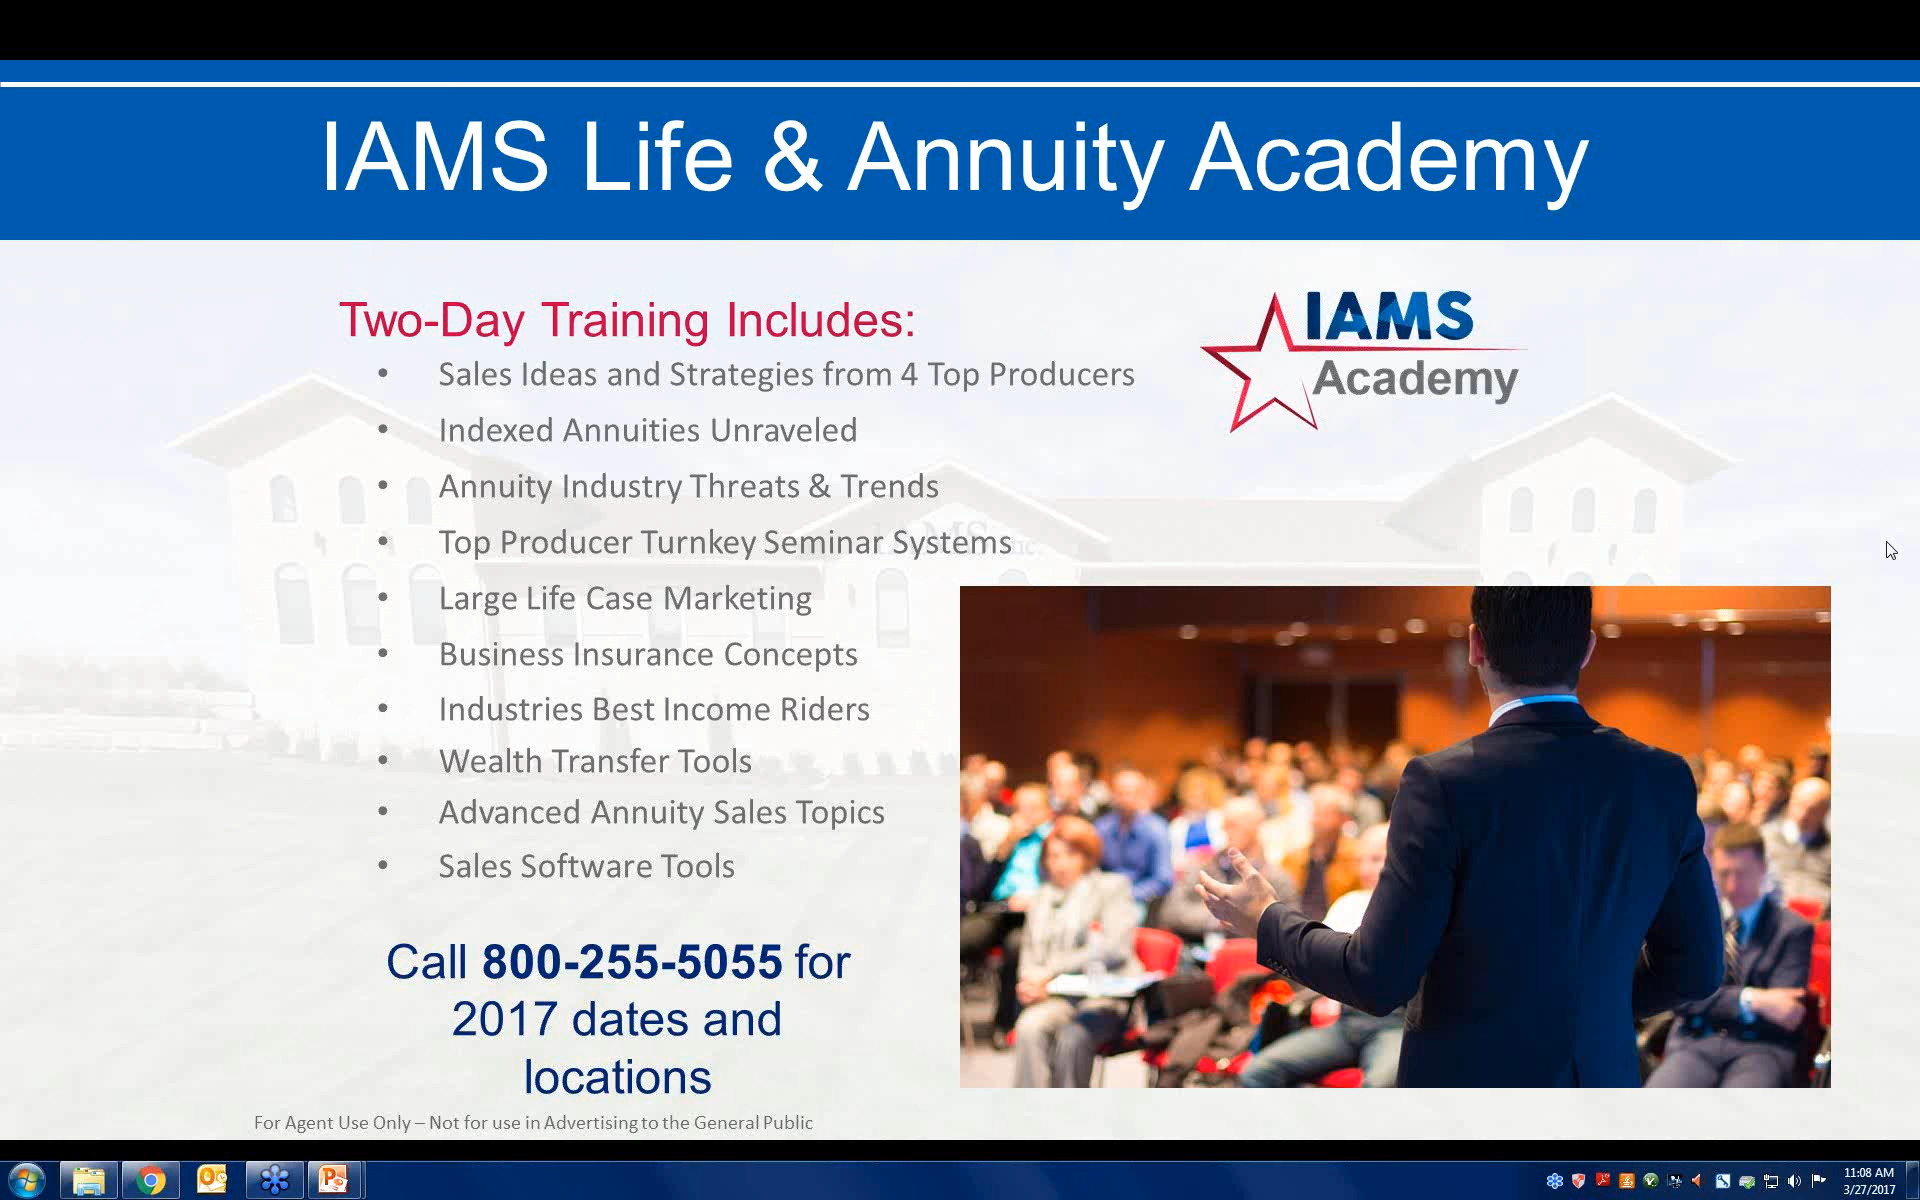 IAMS Life & Annuity Academy
Two-Day Training Includes:
• Sales Ideas and Strategies from 4 Top Producers
• Indexed Annuities Unraveled
• Annuity Industry Threats & Trends
• Top Producer Turnkey Seminar Systems
• Large Life Case Marketing
• Business Insurance Concepts
• Industries Best Income Riders
• Wealth Transfer Tools
• Advanced Annuity Sales Topics
• Sales Software Tools
Call 800-255-5055 for
2017 dates and
locations
For Agent Use Only – Not for use in Advertising to the General Public
IAMS
Academy
11:08 AM
3/27/2017